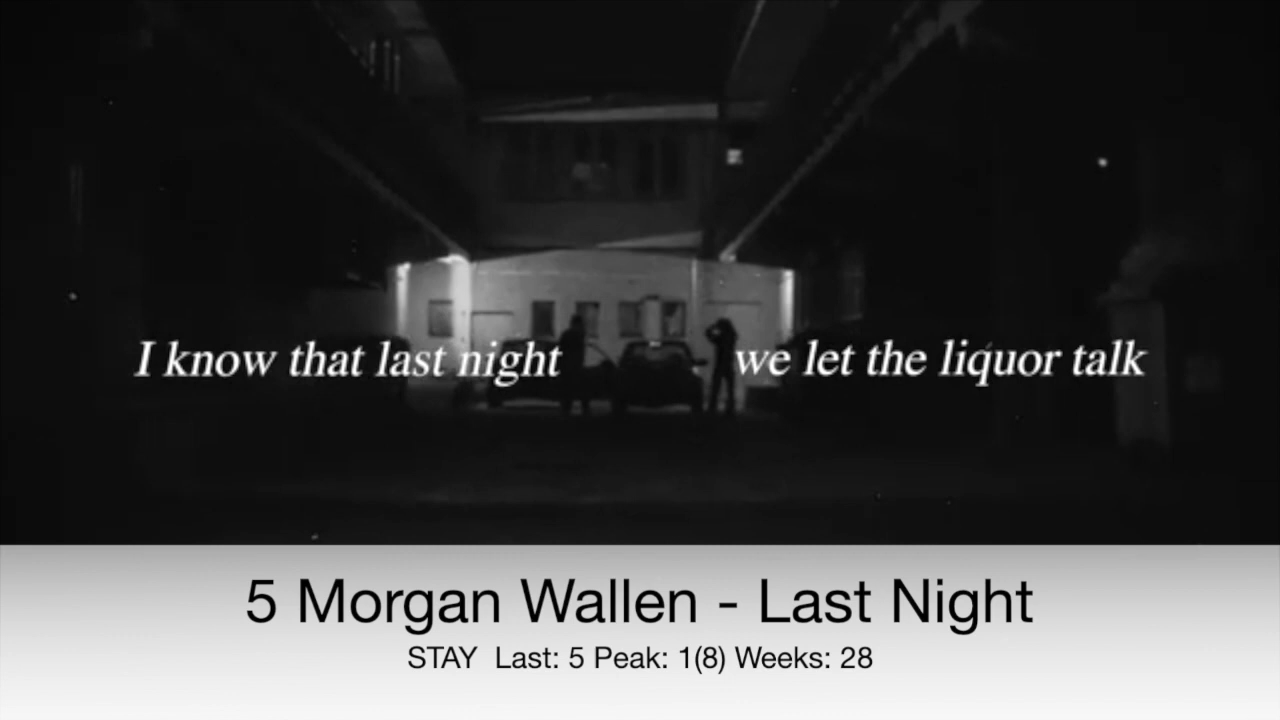 I know that last night we let the liquor talk
5 Morgan Wallen - Last Night
STAY Last: 5 Peak: 1(8) Weeks: 28